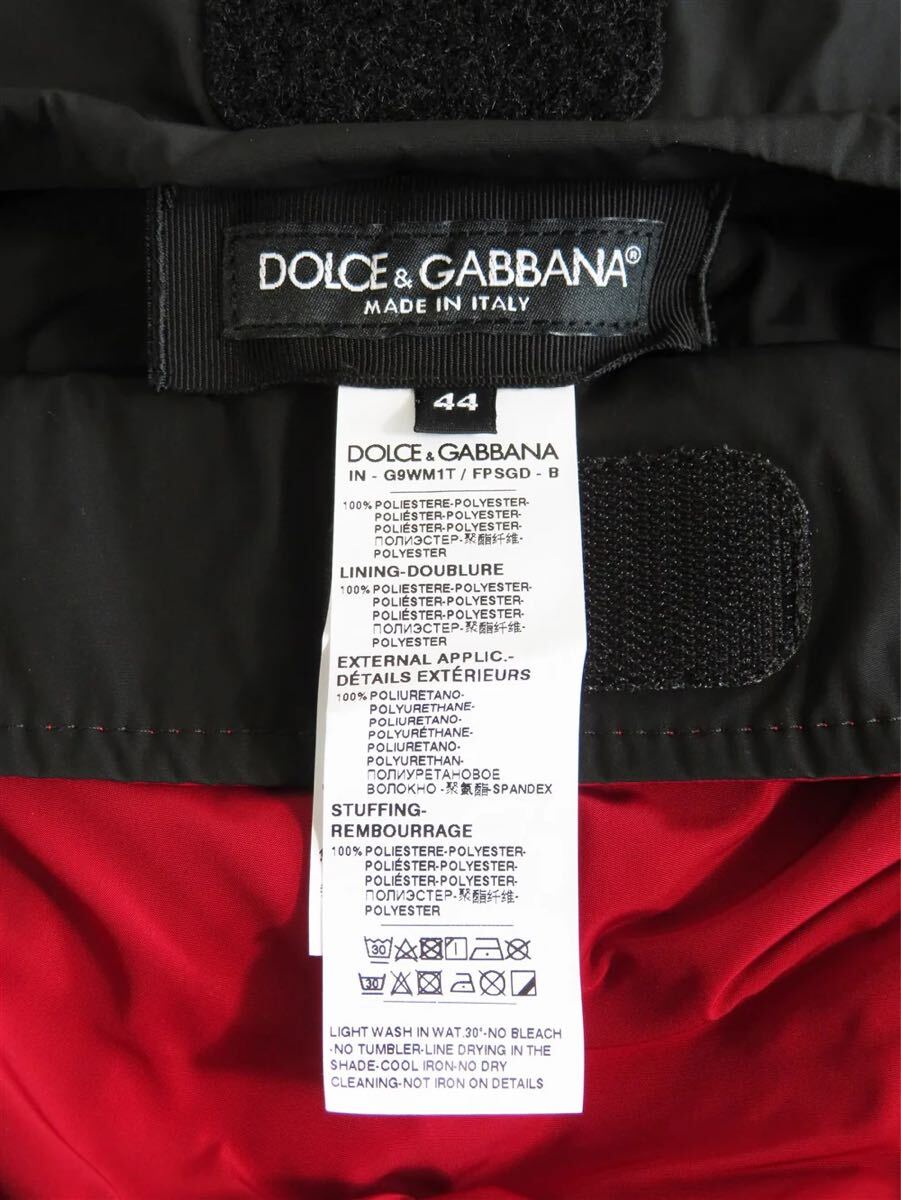 DOLCE & GABBANA®
MADE IN ITALY
44
DOLCE & GABBANA
IN - G9WM1T / FPSGD - B
100% POLIESTERE-POLYESTER-
POLIÉSTER-POLYESTER-
POLIÉSTER-POLYESTER-
ПОЛИЭСТЕР-聚酯纤维-
POLYESTER
LINING-DOUBLURE
100% POLIESTERE-POLYESTER-
POLIÉSTER-POLYESTER-
POLIÉSTER-POLYESTER-
ПОЛИЭСТЕР-聚酯纤维-
POLYESTER
EXTERNAL APPLIC.-
DÉTAILS EXTÉRIEURS
100% POLIURETANO-
POLYURETHANE-
POLIURETANO-
POLYURÉTHANE-
POLIURETANO-
POLYURETHAN-
ПОЛИУРЕТАНОВОЕ
ВОЛОКНО -聚氨酯-SPANDEX
STUFFING-
REMBOURRAGE
100% POLIESTERE-POLYESTER-
POLIÉSTER-POLYESTER-
POLIÉSTER-POLYESTER-
ПОЛИЭСТЕР-聚酯纤维-
POLYESTER
30
30
LIGHT WASH IN WAT.30°-NO BLEACH
-NO TUMBLER-LINE DRYING IN THE
SHADE-COOL IRON-NO DRY
CLEANING-NOT IRON ON DETAILS